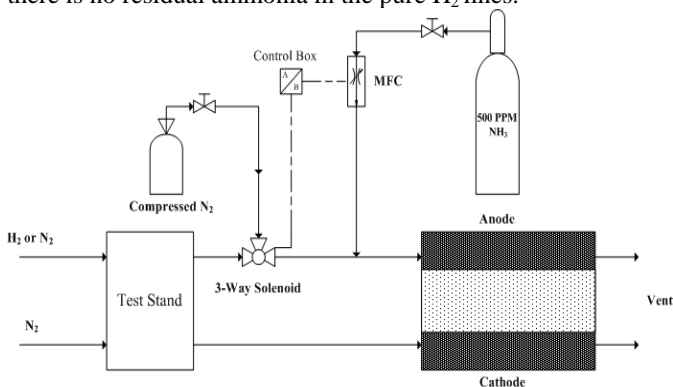 there is no residual ammonia in the pure H₂ lines.
Control Box
A
B
MFC
500 PPM
NH₃
Compressed N₂
Anode
H₂ or N₂
3-Way Solenoid
Test Stand
Vent
N₂
Cathode